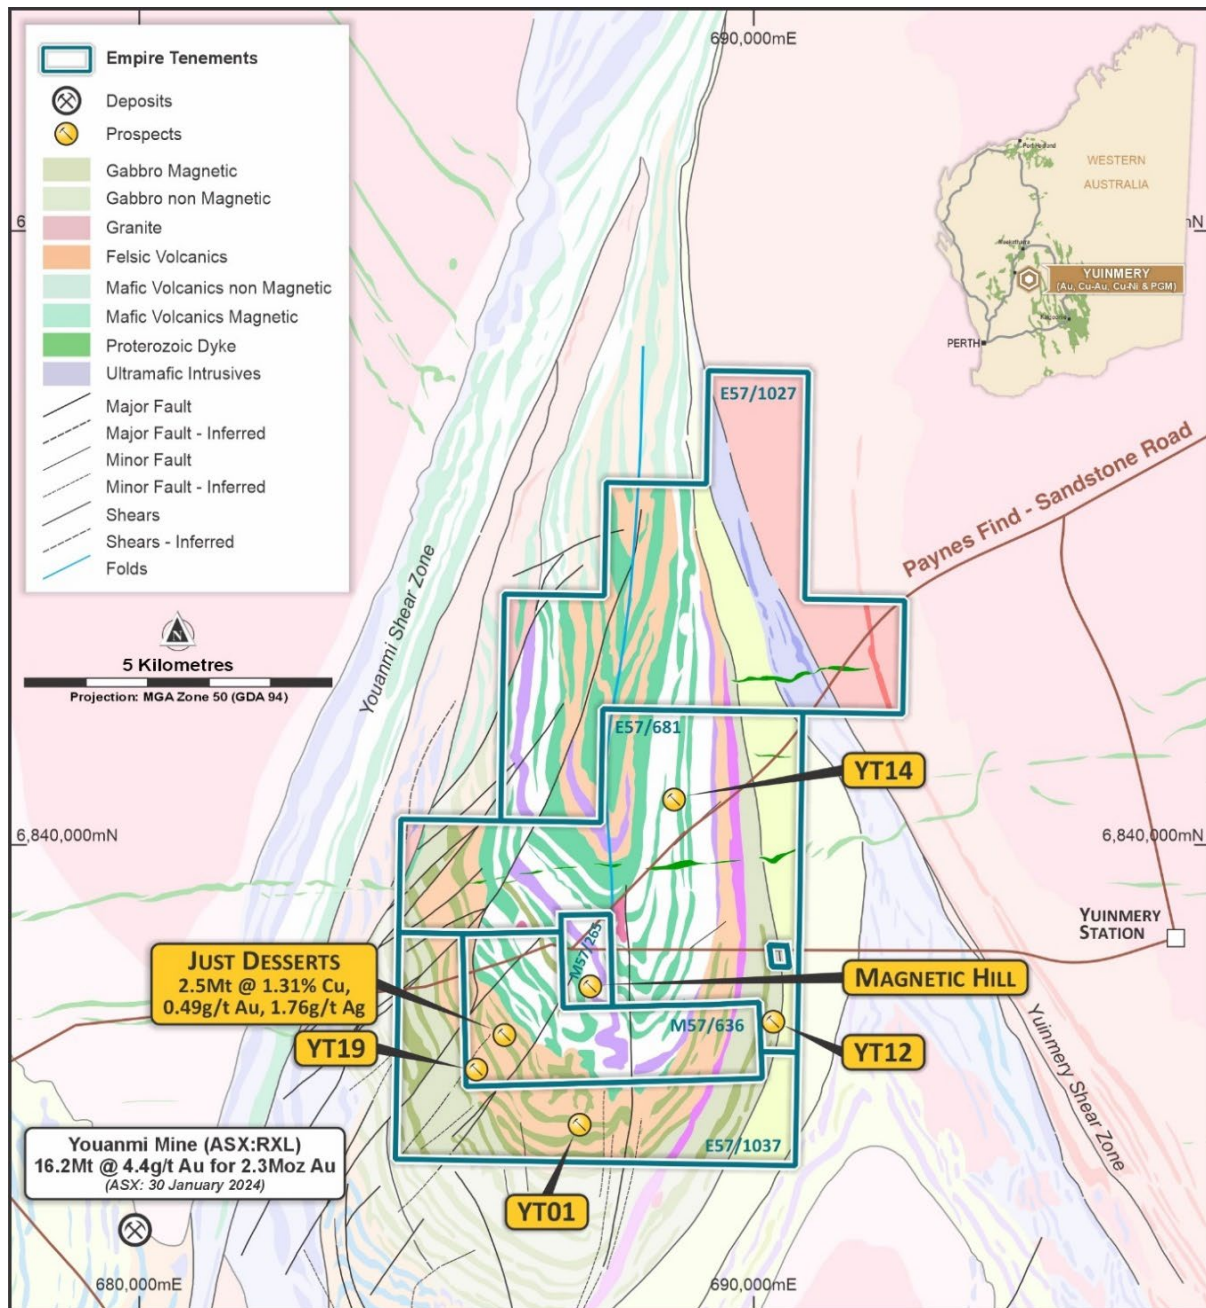 690,000mE
Empire Tenements
Deposits
Prospects
Gabbro Magnetic
Gabbro non Magnetic
Granite
Felsic Volcanics
Mafic Volcanics non Magnetic
Mafic Volcanics Magnetic
Proterozoic Dyke
Ultramafic Intrusives
Major Fault
Major Fault - Inferred
Minor Fault
Minor Fault - Inferred
Shears
Shears - Inferred
Folds
WESTERN
AUSTRALIA
YUINMERY
(Au, Cu-Au, Cu-Ni & PGM)
PERTH
N
5 Kilometres
Projection: MGA Zone 50 (GDA 94)
Youanmi Shear Zone
E57/1027
Paynes Find - Sandstone Road
E57/681
YT14
6,840,000mN
6,840,000mN
YUINMERY
STATION
M57/265
JUST DESSERTS
2.5Mt @ 1.31% Cu,
0.49g/t Au, 1.76g/t Ag
MAGNETIC HILL
M57/636
YT19
YT12
Yuinmery Shear Zone
E57/1037
Youanmi Mine (ASX:RXL)
16.2Mt @ 4.4g/t Au for 2.3Moz Au
(ASX: 30 January 2024)
YT01
680,000mE
690,000mE